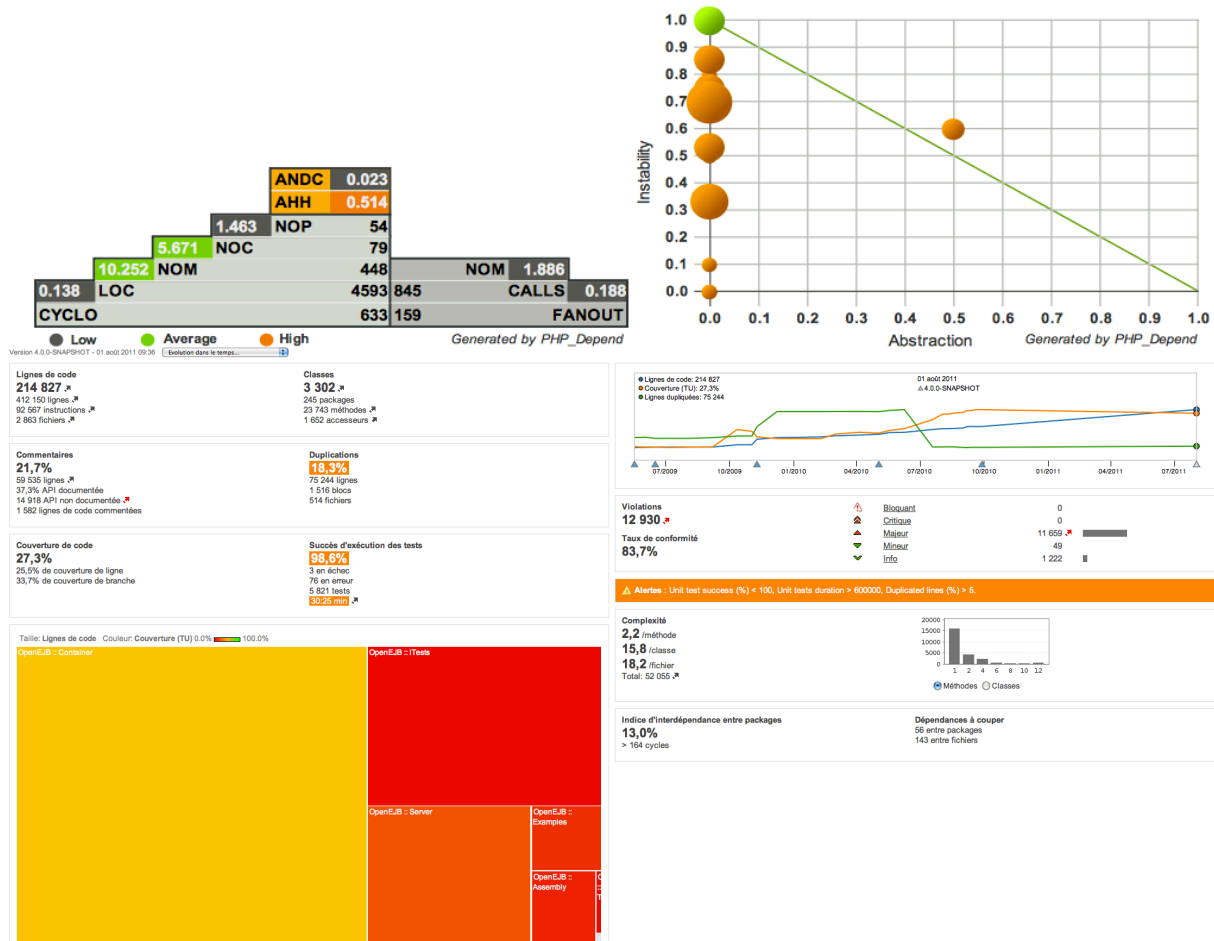 ANDC 0.023
AHH 0.514
1.463 NOP 54
5.671 NOC 79
10.252 NOM 448 NOM 1.886
0.138 LOC 4593 845 CALLS 0.188
CYCLO 633 159 FANOUT
Low Average High Generated by PHP_Depend
1.0
0.9
0.8
0.7
0.6
0.5
0.4
0.3
0.2
0.1
0.0
Instability
0.0 0.1 0.2 0.3 0.4 0.5 0.6 0.7 0.8 0.9 1.0
Abstraction Generated by PHP_Depend
Version 4.0.0-SNAPSHOT - 01 août 2011 09:36 Evolution dans le temps...
Lignes de code
214 827
412 150 lignes
92 567 instructions
2 863 fichiers
Classes
3 302
245 packages
23 743 méthodes
1 652 accesseurs
Commentaires
21,7%
59 535 lignes
37,3% API documentée
14 918 API non documentée
1 582 lignes de code commentées
Duplications
18,3%
75 244 lignes
1 516 blocs
514 fichiers
Couverture de code
27,3%
25,5% de couverture de ligne
33,7% de couverture de branche
Succès d'exécution des tests
98,6%
3 en échec
76 en erreur
5 821 tests
30:25 min
Taille: Lignes de code Couleur: Couverture (TU) 0.0% 100.0%
OpenEJB :: Container
OpenEJB :: ITests
OpenEJB :: Server
OpenEJB ::
Examples
OpenEJB ::
Assembly
Lignes de code: 214 827
Couverture (TU): 27,3%
Lignes dupliquées: 75 244
01 août 2011
4.0.0-SNAPSHOT
07/2009 10/2009 01/2010 04/2010 07/2010 10/2010 01/2011 04/2011 07/2011
Violations
12 930
Taux de conformité
83,7%
Bloquant 0
Critique 0
Majeur 11 659
Mineur 49
Info 1 222
Alertes : Unit test success (%) < 100, Unit tests duration > 600000, Duplicated lines (%) > 5.
Complexité
2,2 /méthode
15,8 /classe
18,2 /fichier
Total: 52 055
20000
15000
10000
5000
0
1 2 4 6 8 10 12
Méthodes Classes
Indice d'interdépendance entre packages
13,0%
> 164 cycles
Dépendances à couper
56 entre packages
143 entre fichiers